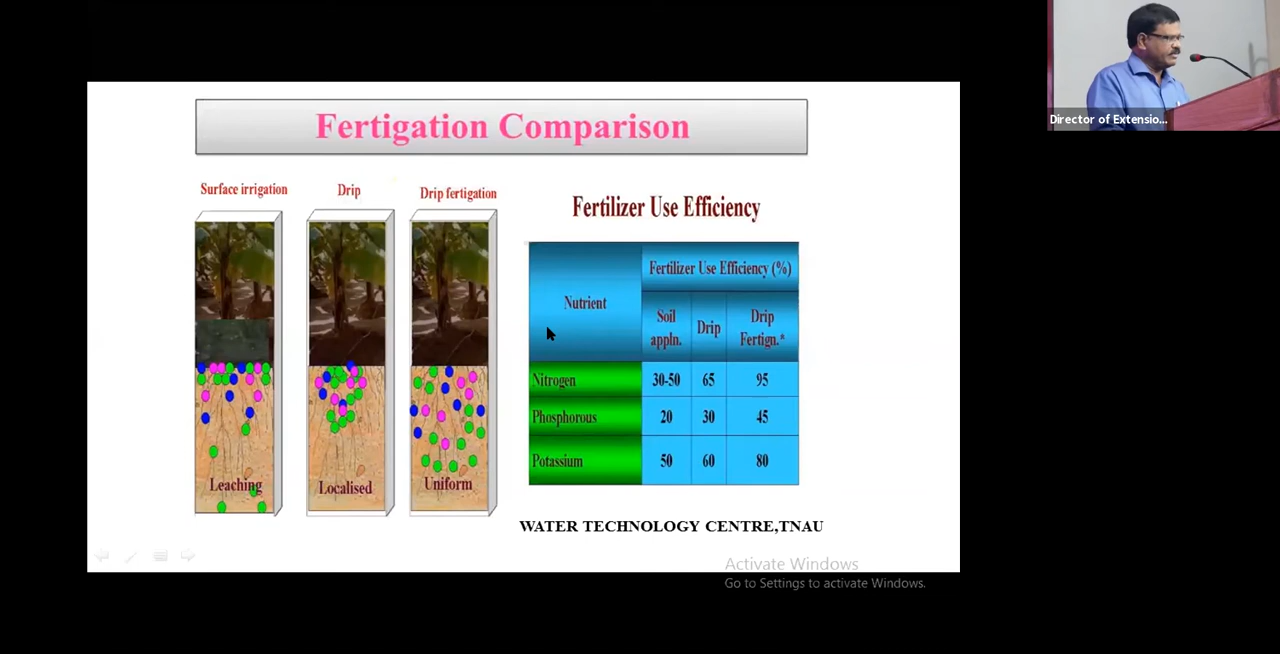 Director of Extensio...
Fertigation Comparison
Surface irrigation
Drip
Drip fertigation
Leaching
Localised
Uniform
Fertilizer Use Efficiency
Nutrient
Fertilizer Use Efficiency (%)
Soil appln.
Drip
Drip Fertign.*
Nitrogen 30-50 65 95
Phosphorous 20 30 45
Potassium 50 60 80
WATER TECHNOLOGY CENTRE,TNAU
Activate Windows
Go to Settings to activate Windows.